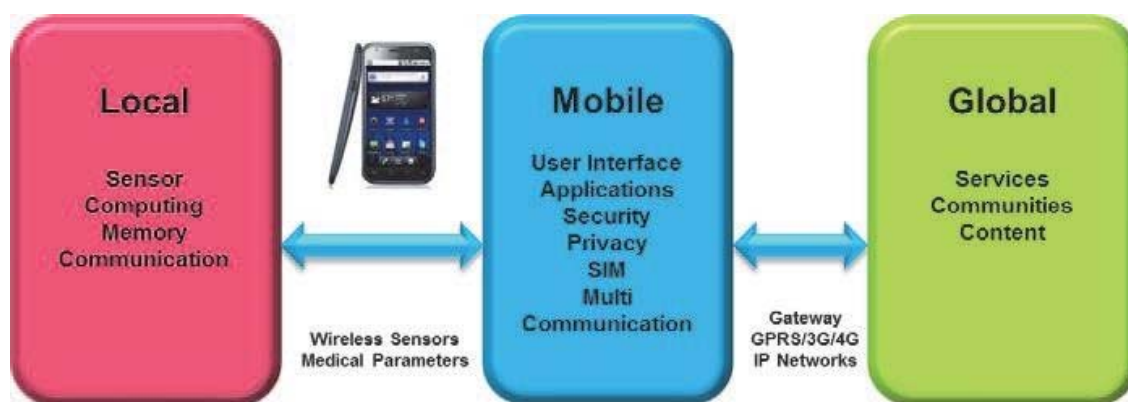 Local
Sensor
Computing
Memory
Communication
Wireless Sensors
Medical Parameters
Mobile
User Interface
Applications
Security
Privacy
SIM
Multi
Communication
Gateway
GPRS/3G/4G
IP Networks
Global
Services
Communities
Content